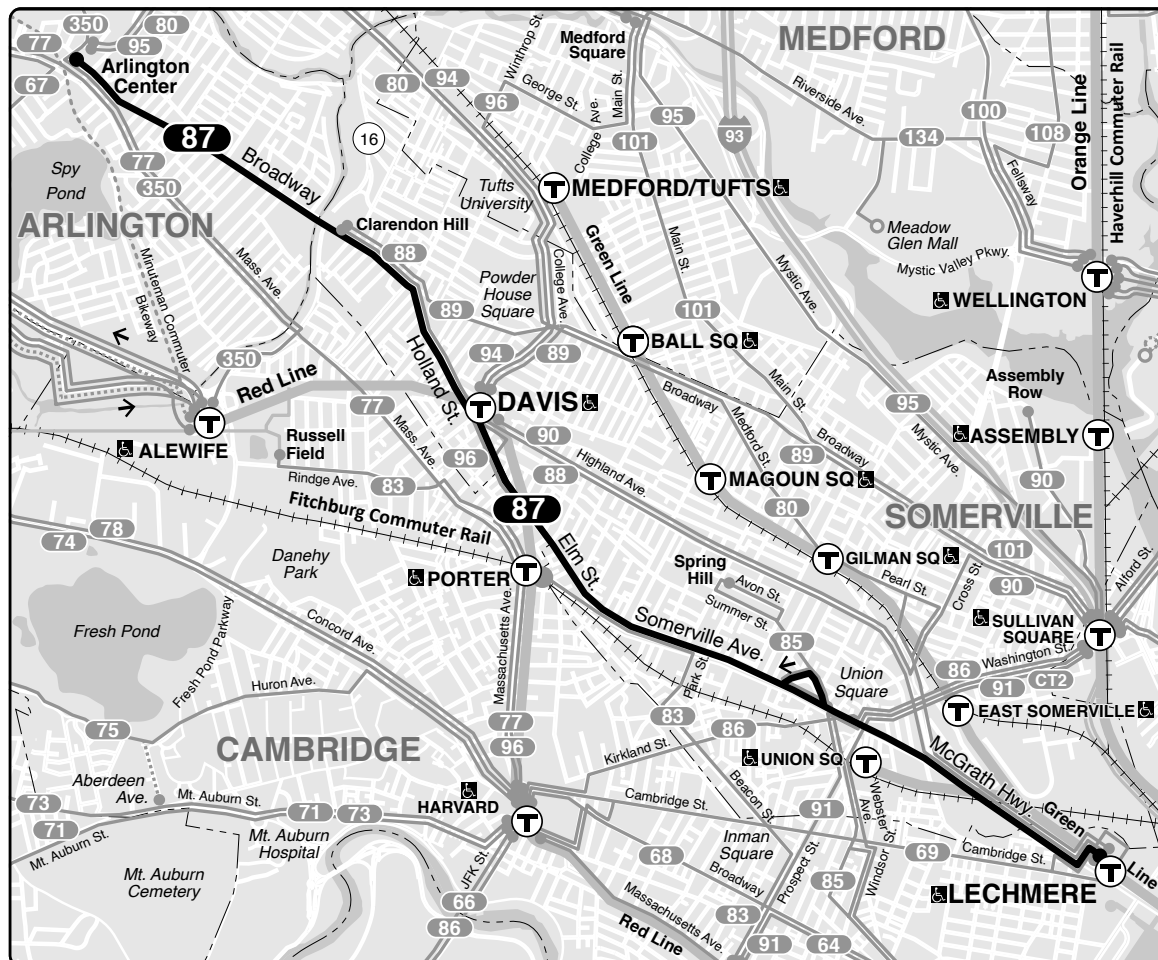 350
80
77
95
Arlington
Center
67
87
Broadway
77
350
Spy
Pond
ARLINGTON
Minuteman Commuter
Bikeway
Mass. Ave.
Clarendon Hill
88
89
16
80
94
Winthrop St.
96
George St.
Medford
Square
Main St.
College Ave.
101
95
93
MEDFORD
Riverside Ave.
134
100
108
Fellsway
Orange Line
Haverhill Commuter Rail
Tufts
University
MEDFORD/TUFTS
T
Green Line
Main St.
Mystic Ave.
Meadow
Glen Mall
Mystic Valley Pkwy.
WELLINGTON
T
Powder
House
Square
College Ave.
101
BALL SQ
T
94
89
350
Red Line
Holland St.
DAVIS
T
90
77
Mass. Ave.
96
ALEWIFE
T
Russell
Field
Rindge Ave.
83
Fitchburg Commuter Rail
88
Highland Ave.
87
Elm St.
Broadway
Medford St.
Main St.
Broadway
89
95
Mystic Ave.
Assembly
Row
ASSEMBLY
T
90
MAGOUN SQ
T
80
SOMERVILLE
101
90
Alford St.
78
74
Danehy
Park
PORTER
T
Spring
Hill
Avon St.
Summer St.
GILMAN SQ
T
Pearl St.
Cross St.
SULLIVAN
SQUARE
T
Washington St.
Fresh Pond
Fresh Pond Parkway
Concord Ave.
Huron Ave.
Massachusetts Ave.
Somerville Ave.
Park St.
85
Union
Square
86
91
CT2
EAST SOMERVILLE
T
75
CAMBRIDGE
77
96
83
86
Kirkland St.
UNION SQ
T
McGrath Hwy.
Aberdeen
Ave.
73
71
Mt. Auburn St.
71
73
Mt. Auburn St.
Mt. Auburn
Hospital
Mt. Auburn
Cemetery
HARVARD
T
Cambridge St.
Beacon St.
91
Webster
Ave.
Windsor St.
69
Cambridge St.
Green
Line
LECHMERE
T
JFK St.
66
86
68
Broadway
Inman
Square
Prospect St.
85
Massachusetts Ave.
Red Line
83
91
64